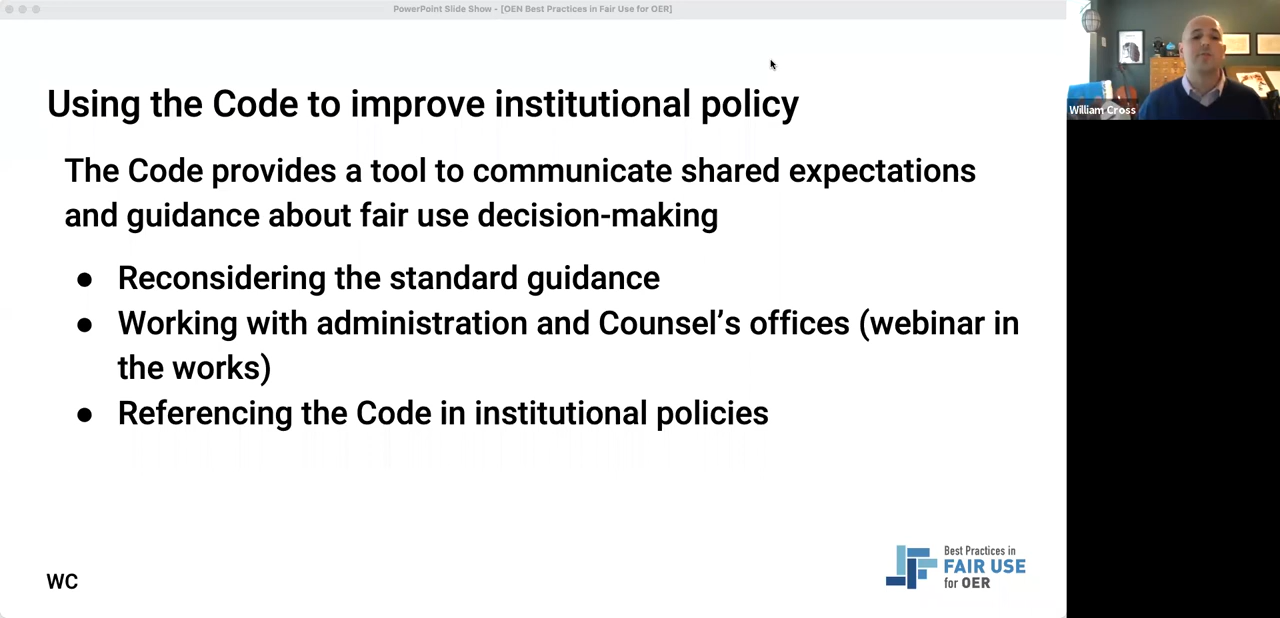 PowerPoint Slide Show - [OEN Best Practices in Fair Use for OER]
Using the Code to improve institutional policy
The Code provides a tool to communicate shared expectations
and guidance about fair use decision-making
● Reconsidering the standard guidance
● Working with administration and Counsel’s offices (webinar in
the works)
● Referencing the Code in institutional policies
WC
Best Practices in
FAIR USE
for OER
William Cross